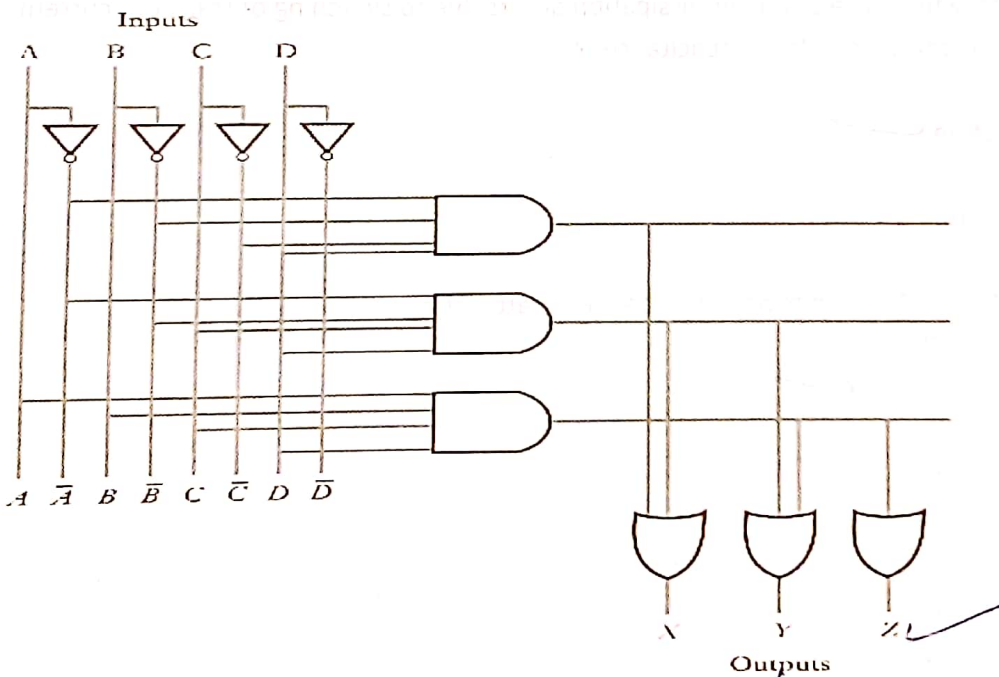 Inputs
A B C D
A A̅ B B̅ C C̅ D D̅
X Y Z
Outputs